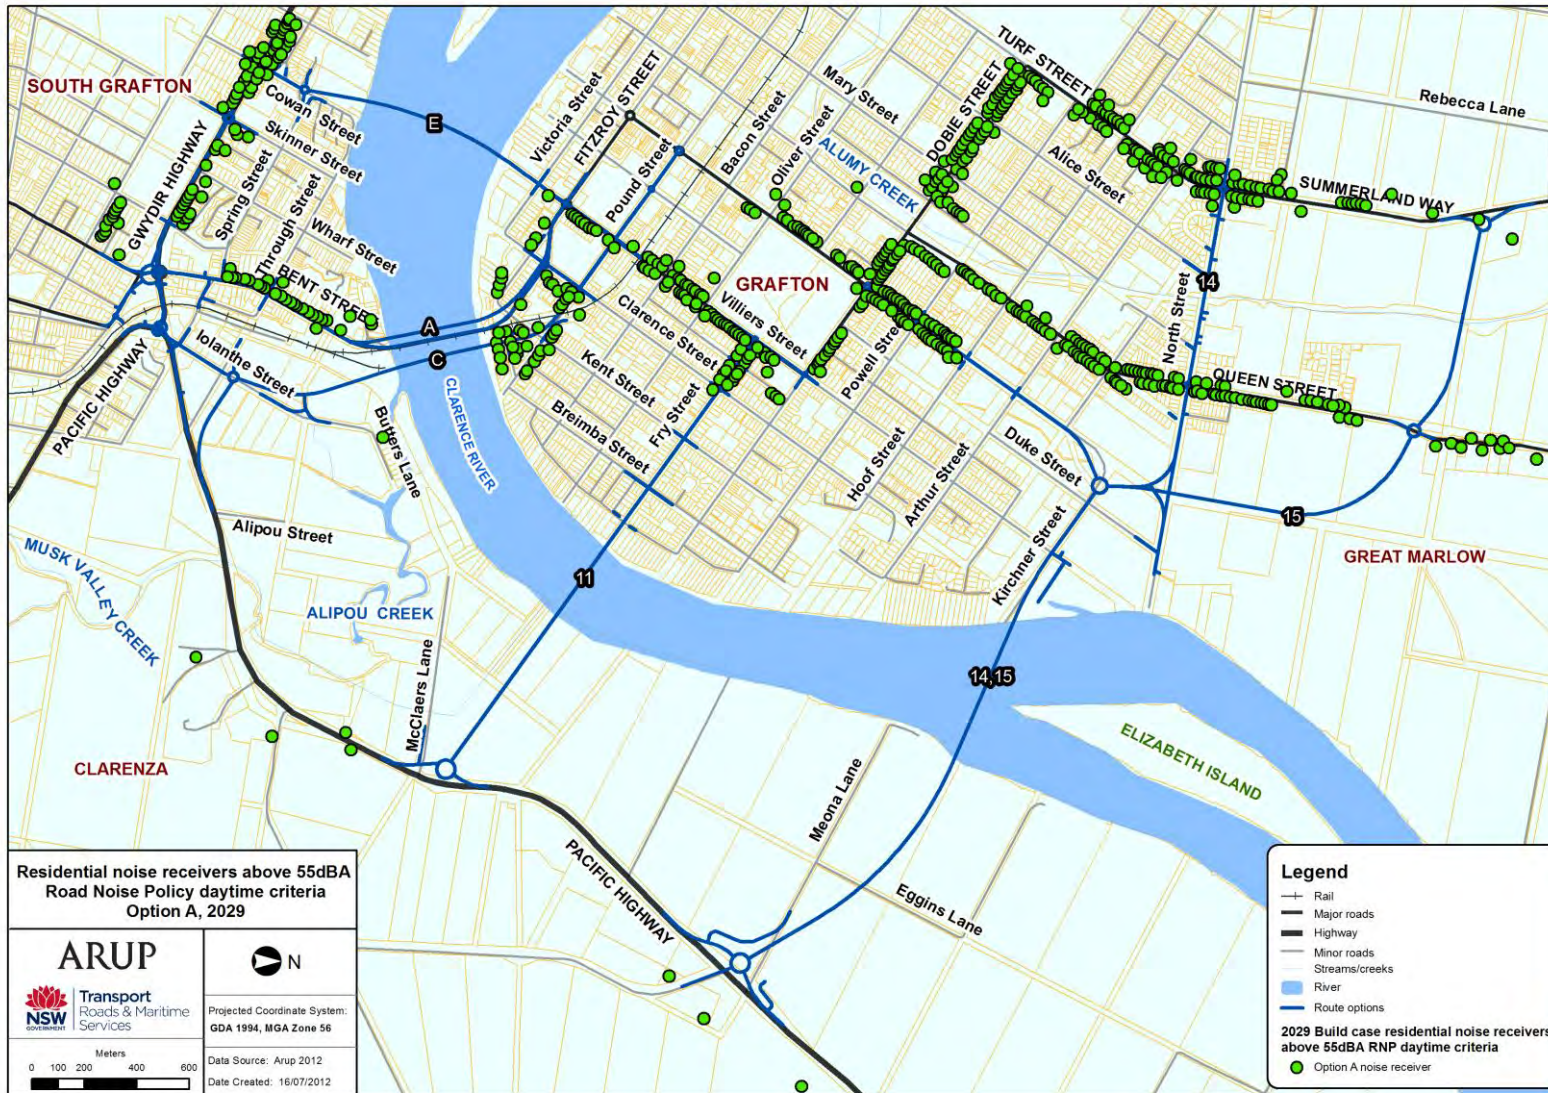 SOUTH GRAFTON
Cowan Street
Skinner Street
GWYDIR HIGHWAY
Spring Street
Through Street
Wharf Street
BENT STREET
Iolanthe Street
PACIFIC HIGHWAY
Butters Lane
Alipou Street
MUSK VALLEY CREEK
ALIPOU CREEK
McClaers Lane
CLARENZA
E
A
C
11
CLARENCE RIVER
Victoria Street
FITZROY STREET
Pound Street
Bacon Street
Oliver Street
Mary Street
ALUMY CREEK
DOBIE STREET
TURF STREET
Alice Street
Rebecca Lane
SUMMERLAND WAY
14
North Street
QUEEN STREET
GRAFTON
Villiers Street
Clarence Street
Kent Street
Breimba Street
Fry Street
Powell Street
Hoof Street
Arthur Street
Duke Street
Kirchner Street
15
GREAT MARLOW
14,15
ELIZABETH ISLAND
Meona Lane
Eggins Lane
PACIFIC HIGHWAY
Residential noise receivers above 55dBA
Road Noise Policy daytime criteria
Option A, 2029
ARUP
NSW
GOVERNMENT
Transport
Roads & Maritime
Services
N
Projected Coordinate System:
GDA 1994, MGA Zone 56
Data Source: Arup 2012
Date Created: 16/07/2012
Meters
0 100 200 400 600
Legend
Rail
Major roads
Highway
Minor roads
Streams/creeks
River
Route options
2029 Build case residential noise receivers
above 55dBA RNP daytime criteria
Option A noise receiver